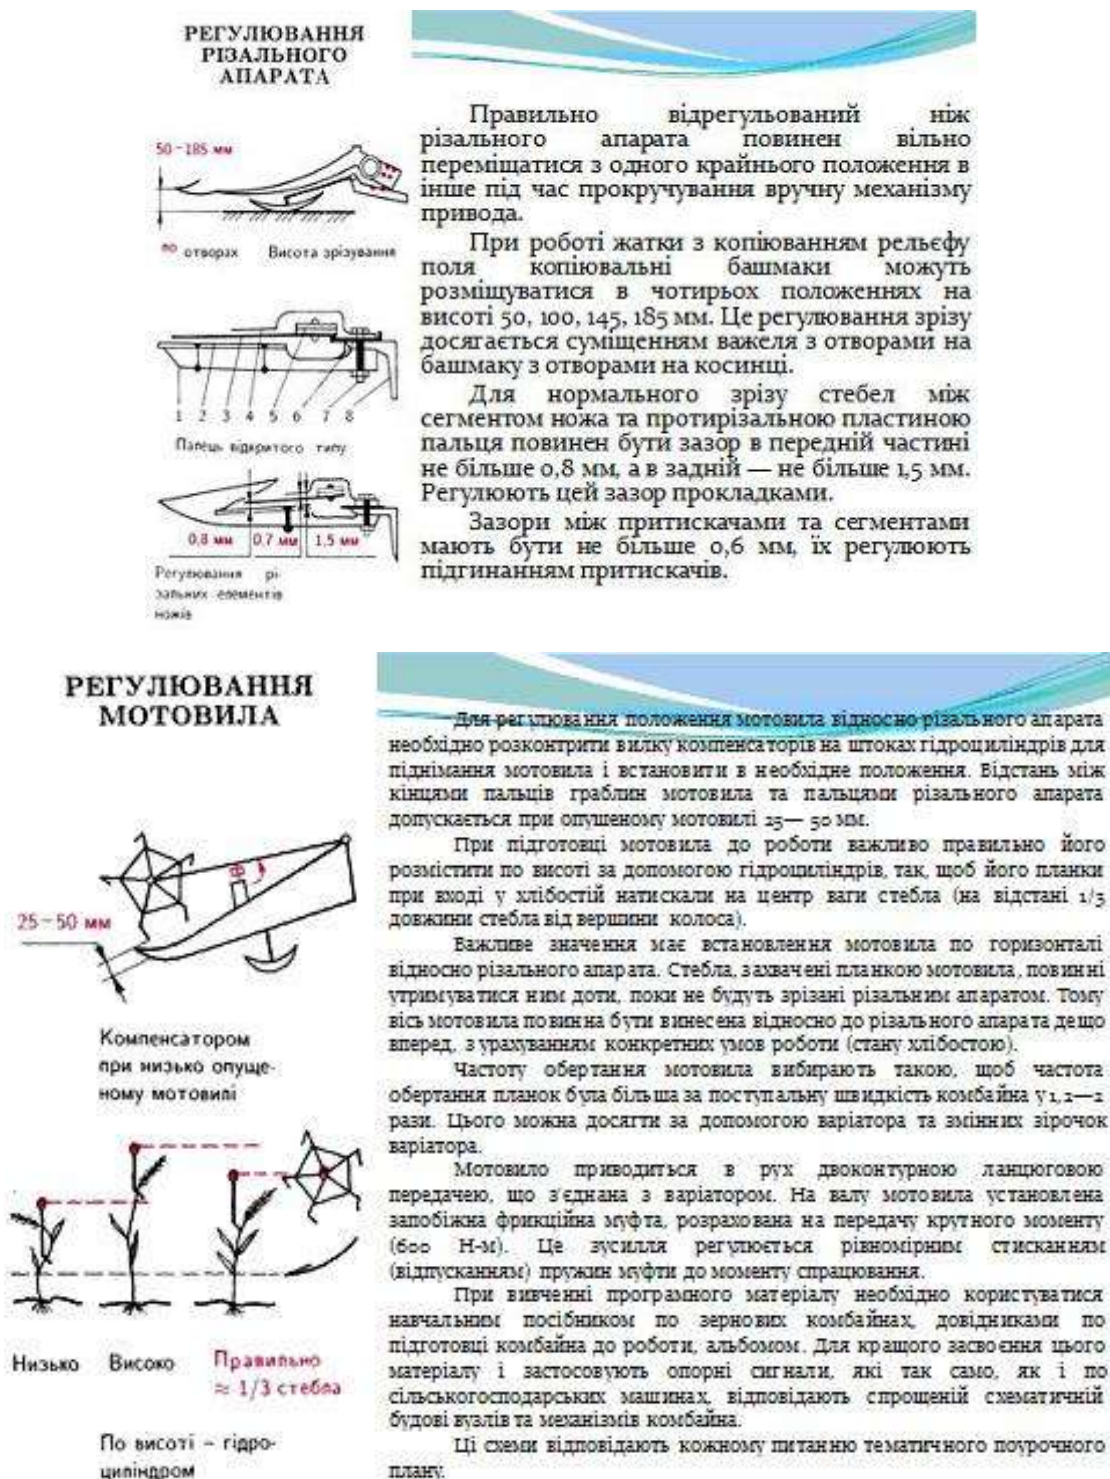 РЕГУЛЮВАННЯ
РІЗАЛЬНОГО
АПАРАТА
50-185 мм
по отворах Висота зрізування
1 2 3 4 5 6 7 8
Палець відкритого типу
0,8 мм 0,7 мм 1,5 мм
Регулювання рі-
зальних елементів
ножів
Правильно відрегульований ніж
різального апарата повинен вільно
переміщатися з одного крайнього положення в
інше під час прокручування вручну механізму
привода.
При роботі жатки з копіюванням рельєфу
поля копіювальні башмаки можуть
розміщуватися в чотирьох положеннях на
висоті 50, 100, 145, 185 мм. Це регулювання зрізу
досягається суміщенням важеля з отворами на
башмаку з отворами на косинці.
Для нормального зрізу стебел між
сегментом ножа та протирізальною пластиною
пальця повинен бути зазор в передній частині
не більше 0,8 мм, а в задній — не більше 1,5 мм.
Регулюють цей зазор прокладками.
Зазори між притискачами та сегментами
мають бути не більше 0,6 мм, їх регулюють
підгинанням притискачів.
РЕГУЛЮВАННЯ
МОТОВИЛА
25-50 мм
Компенсатором
при низько опуще-
ному мотовилі
Низько Високо Правильно
≈ 1/3 стебла
По висоті – гідро-
циліндром
Для регулювання положення мотовила відносно різального апарата
необхідно розконтрити вилку компенсаторів на штоках гідроциліндрів для
піднімання мотовила і встановити в необхідне положення. Відстань між
кінцями пальців граблин мотовила та пальцями різального апарата
допускається при опушеному мотовилі 25— 50 мм.
При підготовці мотовила до роботи важливо правильно його
розмістити по висоті за допомогою гідроциліндрів, так, щоб його планки
при вході у хлібостій натискали на центр ваги стебла (на відстані 1/3
довжини стебла від вершини колоса).
Важливе значення має встановлення мотовила по горизонталі
відносно різального апарата. Стебла, захвачені планкою мотовила, повинні
утримуватися ним доти, поки не будуть зрізані різальним апаратом. Тому
вісь мотовила повинна бути винесена відносно до різального апарата дещо
вперед, з урахуванням конкретних умов роботи (стану хлібостою).
Частоту обертання мотовила вибирають такою, щоб частота
обертання планок була більша за поступальну швидкість комбайна у 1,2—2
рази. Цього можна досягти за допомогою варіатора та змінних зірочок
варіатора.
Мотовило приводиться в рух двоконтурною ланцюговою
передачею, що з'єднана з варіатором. На валу мотовила установлена
запобіжна фрикційна муфта, розрахована на передачу крутного моменту
(600 Н-м). Це зусилля регулюється рівномірним стисканням
(відпусканням) пружин муфти до моменту спрацювання.
При вивченні програмного матеріалу необхідно користуватися
навчальним посібником по зернових комбайнах, довідниками по
підготовці комбайна до роботи, альбомом. Для кращого засвоєння цього
матеріалу і застосовують опорні сигнали, які так само, як і по
сільськогосподарських машинах, відповідають спрощеній схематичній
будові вузлів та механізмів комбайна.
Ці схеми відповідають кожному питанню тематичного поурочного
плану.